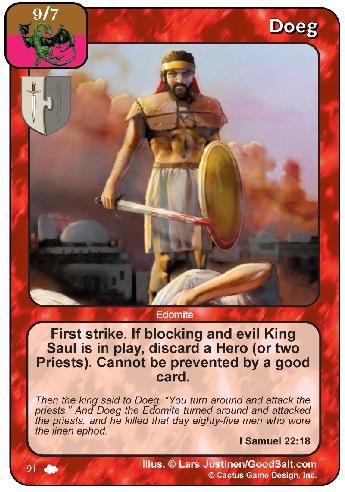 9/7
Doeg
Edomite
First strike. If blocking and evil King
Saul is in play, discard a Hero (or two
Priests). Cannot be prevented by a good
card.
Then the king said to Doeg, "You turn around and attack the
priests." And Doeg the Edomite turned around and attacked
the priests, and he killed that day eighty-five men who wore
the linen ephod.
I Samuel 22:18
91
Illus. © Lars Justinen/GoodSalt.com
© Cactus Game Design, Inc.